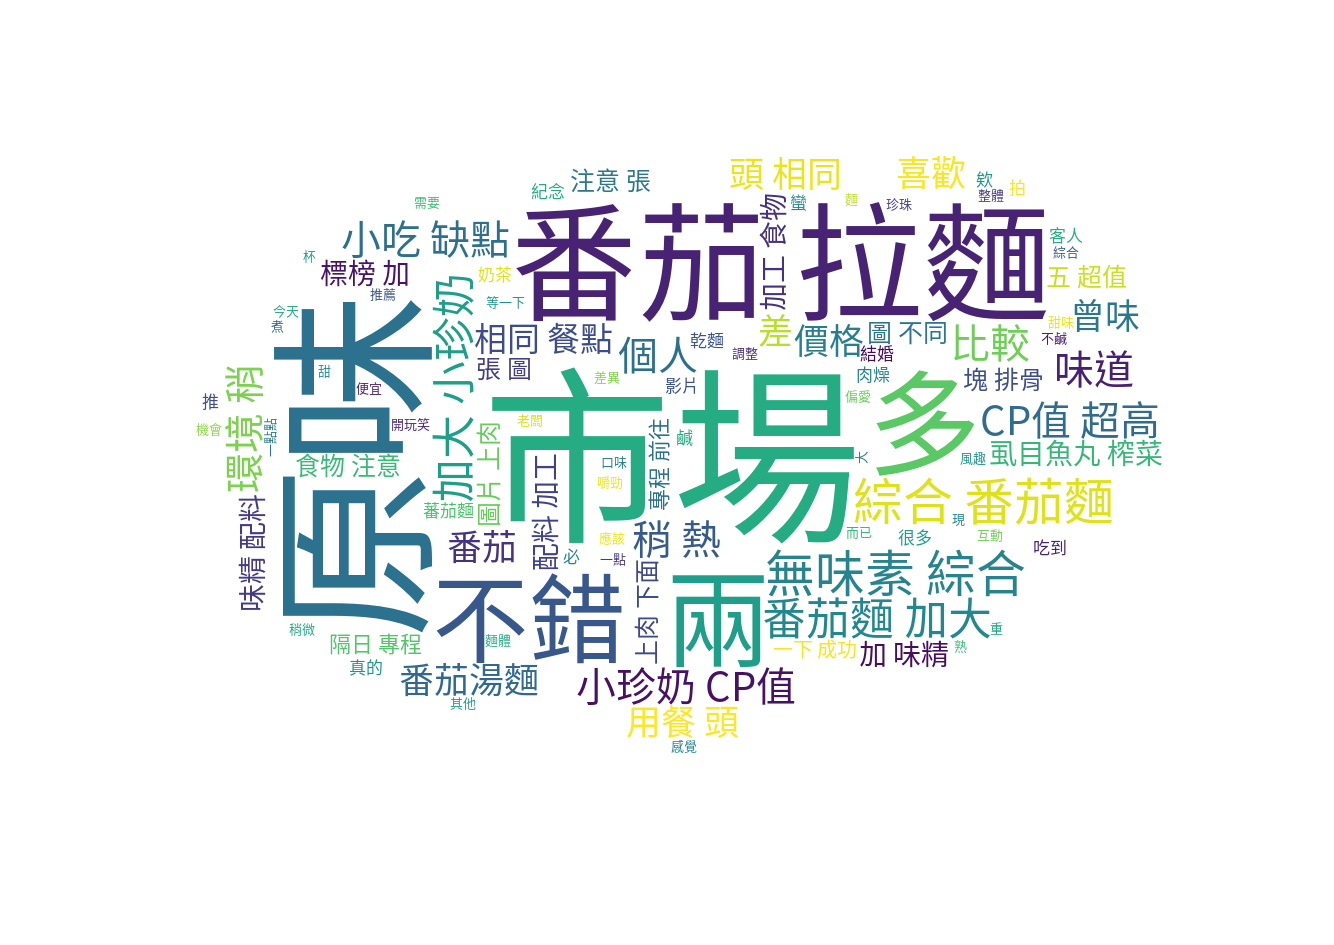 頭 相同
喜歡
欸
拍
注意 張
紀念
整體
需要
蠻
麵
珍珠
小吃 缺點
番茄 拉麵
加工 食物
客人
綜合
杯
標榜 加
奶茶
五 超值
推薦
等一下
今天
煮
原味
小珍奶
加大
相同 餐點
個人
乾麵
調整
差
價格
圖 不同
結婚
比較
甜味
不鹹
曾味
張 圖
味道
甜
便宜
差異
影片
肉燥
偏愛
塊 排骨
推
機會
環境 稍
一點點
開玩笑
老闆
市場
多
CP值 超高
圖片 上肉
專程 前往
鹹
太
風趣
虱目魚丸 榨菜
食物 注意
口味
嚼勁
綜合 番茄麵
蕃茄麵
味精 配料
配料 加工
番茄
應該
稍 熱
而已
很多
現
互動
吃到
必
一點
不錯
上肉 下面
兩
無味素 綜合
稍微
麵體
番茄麵 加大
重
隔日 專程
一下 成功
加 味精
熟
真的
番茄湯麵
小珍奶 CP值
其他
用餐 頭
感覺